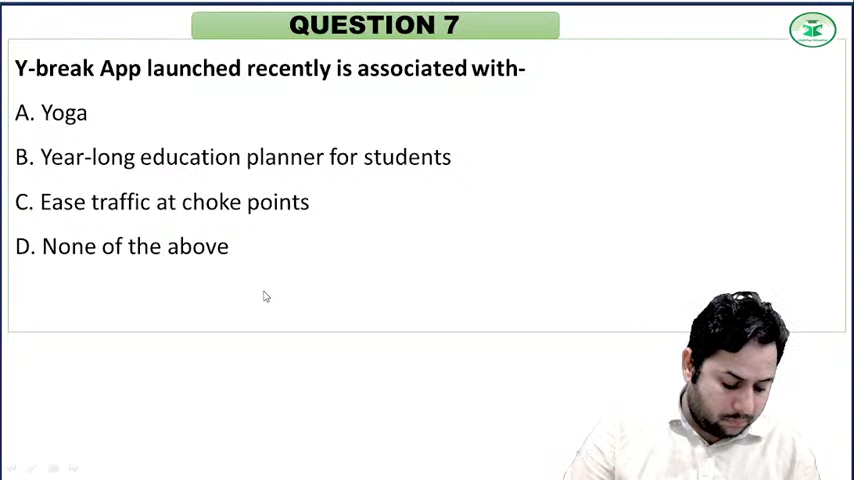 QUESTION 7
Y-break App launched recently is associated with-
A. Yoga
B. Year-long education planner for students
C. Ease traffic at choke points
D. None of the above